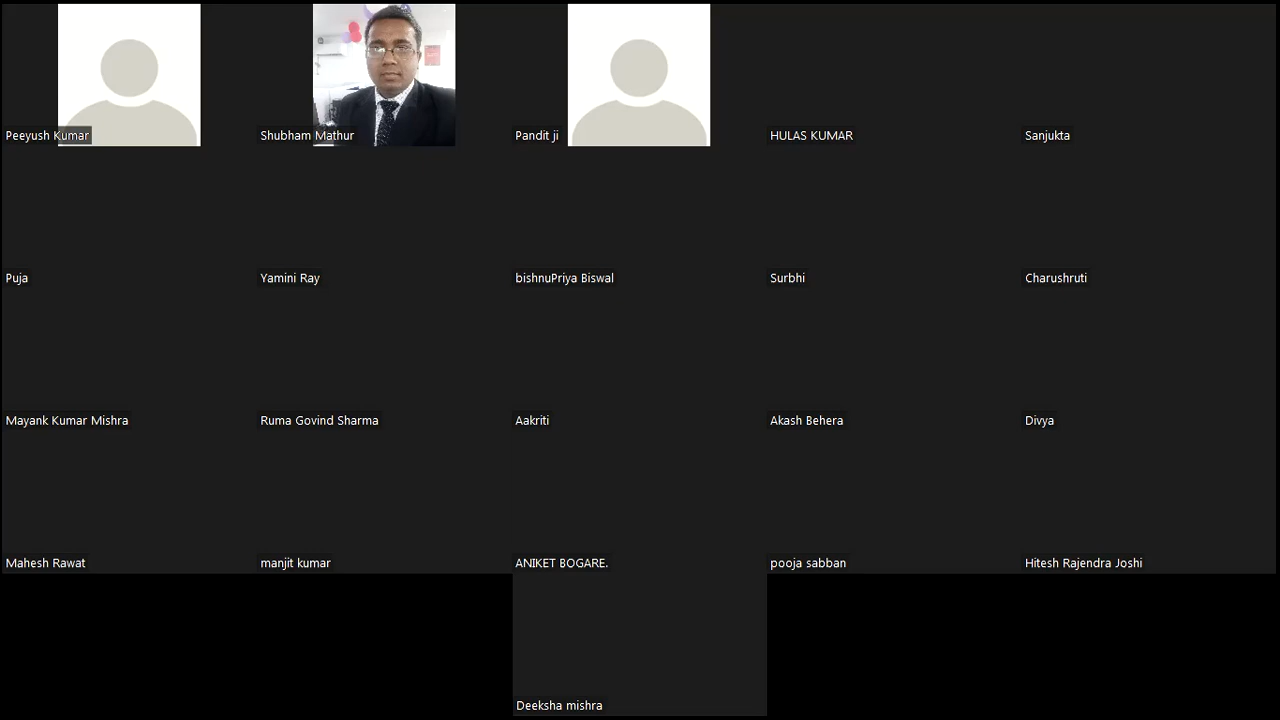 Peeyush Kumar
Shubham Mathur
Pandit ji
HULAS KUMAR
Sanjukta
Puja
Yamini Ray
bishnuPriya Biswal
Surbhi
Charushruti
Mayank Kumar Mishra
Ruma Govind Sharma
Aakriti
Akash Behera
Divya
Mahesh Rawat
manjit kumar
ANIKET BOGARE.
pooja sabban
Hitesh Rajendra Joshi
Deeksha mishra